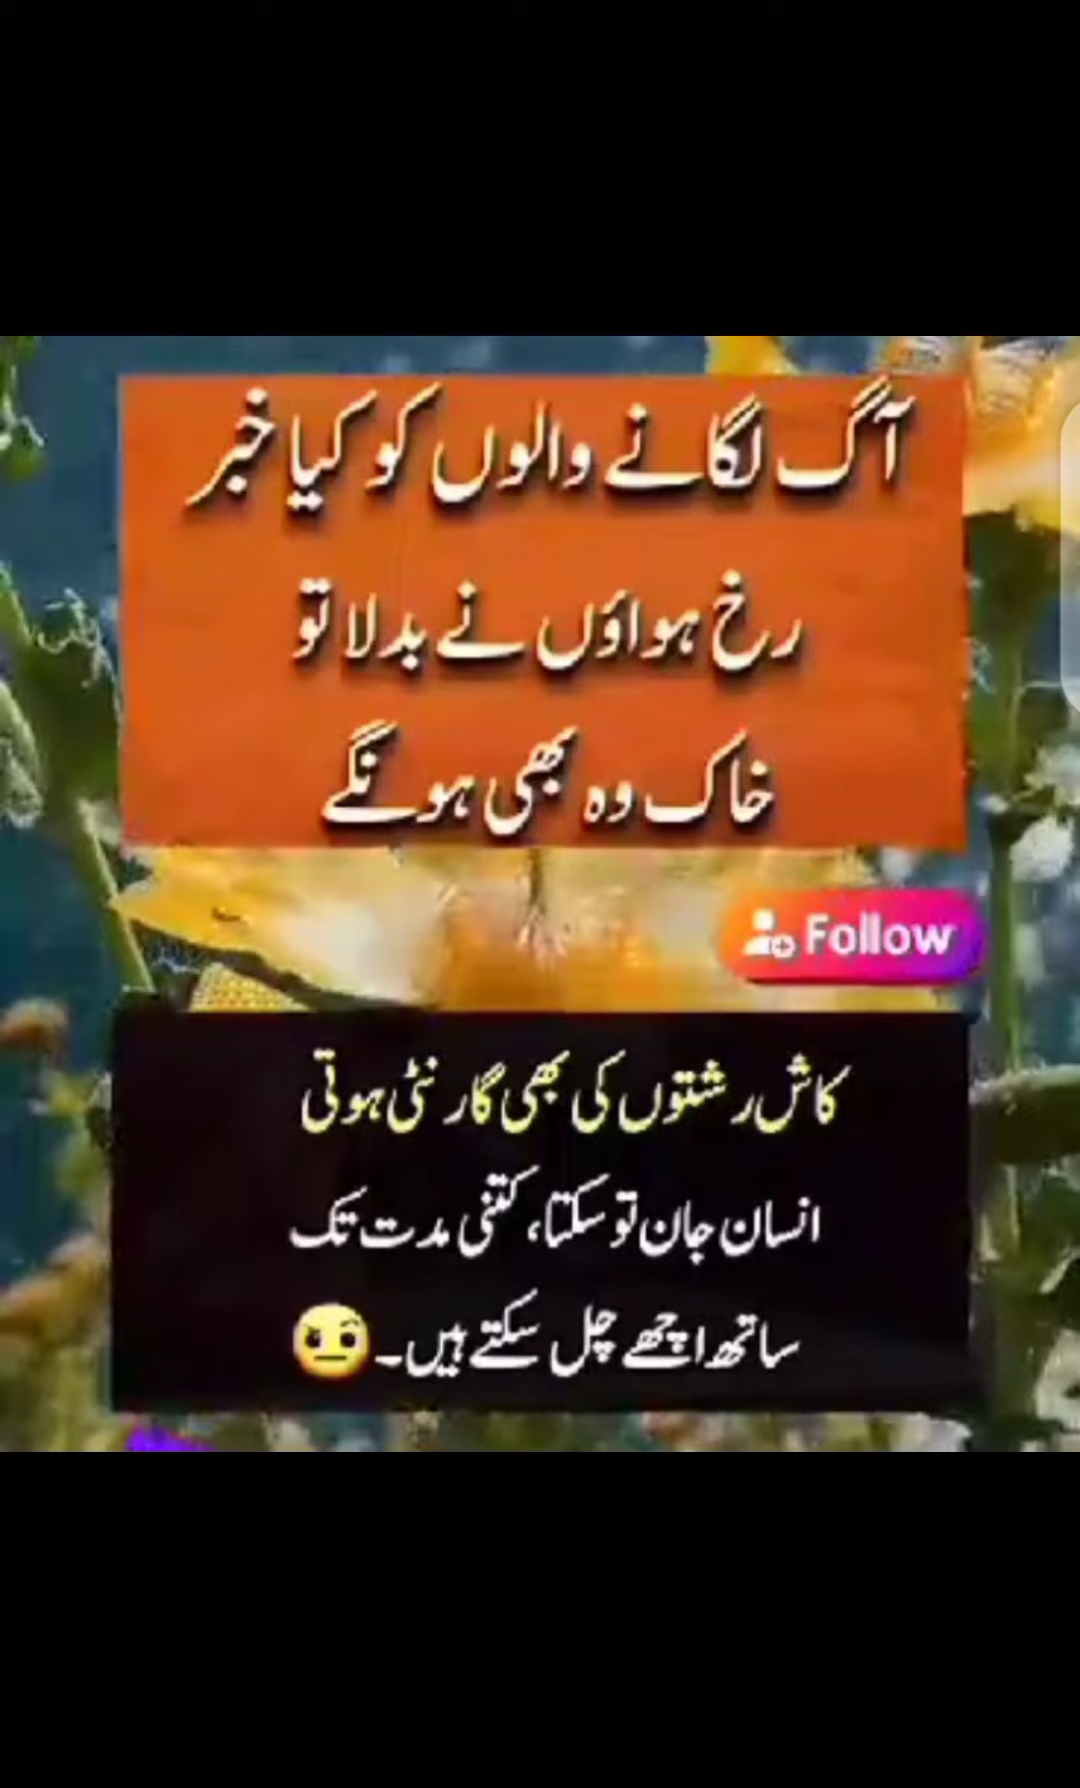 آگ لگانے والوں کو کیا خبر
رخ ہواؤں نے بدلا تو
خاک وہ بھی ہونگے
Follow
کاش رشتوں کی بھی گارنٹی ہوتی
انسان جان تو سکتا، کتنی مدت تک
ساتھ اچھے چل سکتے ہیں۔🤨